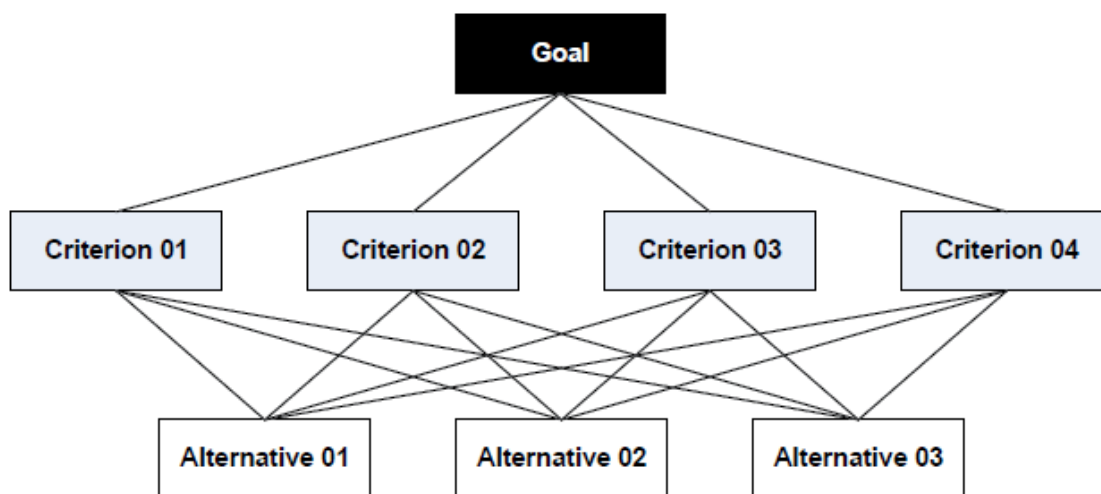 Goal
Criterion 01
Criterion 02
Criterion 03
Criterion 04
Alternative 01
Alternative 02
Alternative 03